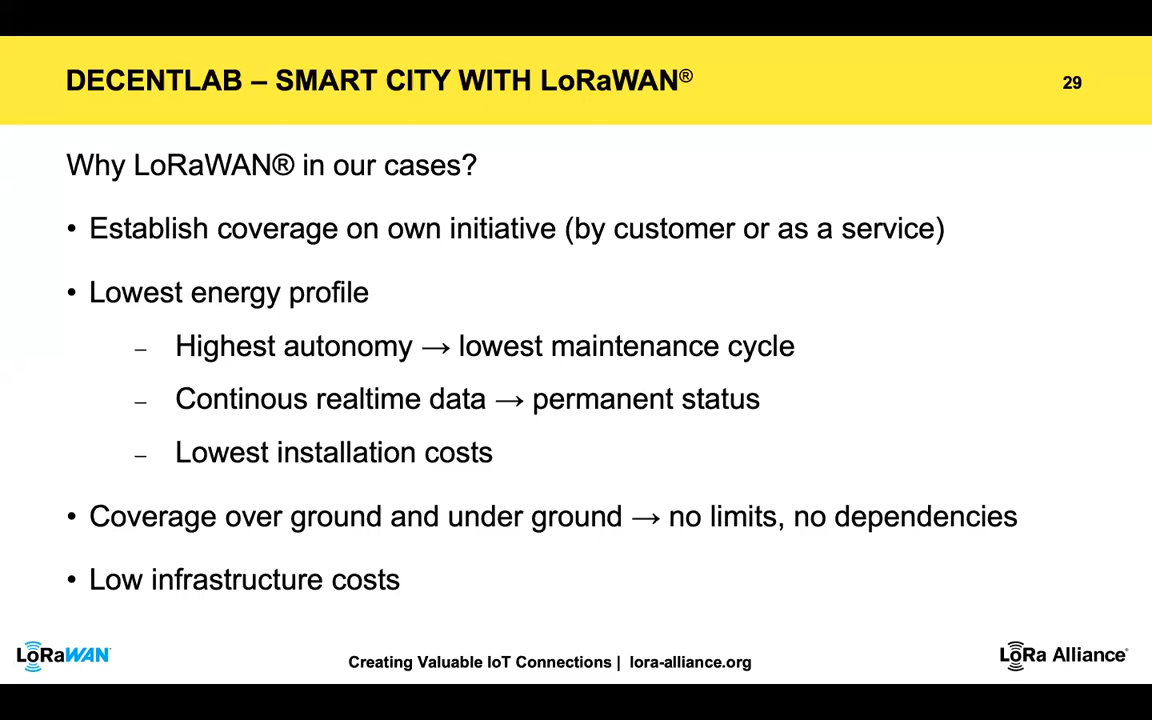 DECENTLAB – SMART CITY WITH LoRaWAN®
29
Why LoRaWAN® in our cases?
• Establish coverage on own initiative (by customer or as a service)
• Lowest energy profile
– Highest autonomy → lowest maintenance cycle
– Continous realtime data → permanent status
– Lowest installation costs
• Coverage over ground and under ground → no limits, no dependencies
• Low infrastructure costs
LoRaWAN
Creating Valuable IoT Connections | lora-alliance.org
LoRa Alliance®